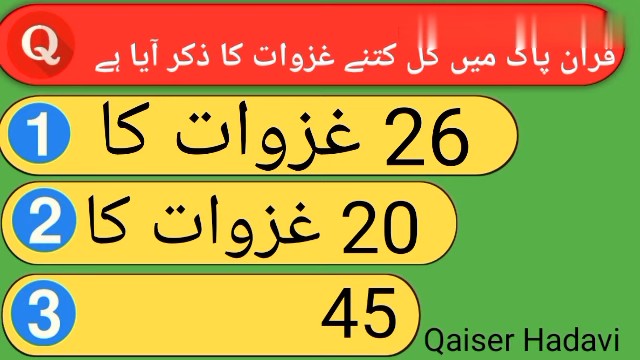 Q قران پاک میں کل کتنے غزوات کا ذکر آیا ہے
1 26 غزوات کا
2 20 غزوات کا
3 45
Qaiser Hadavi